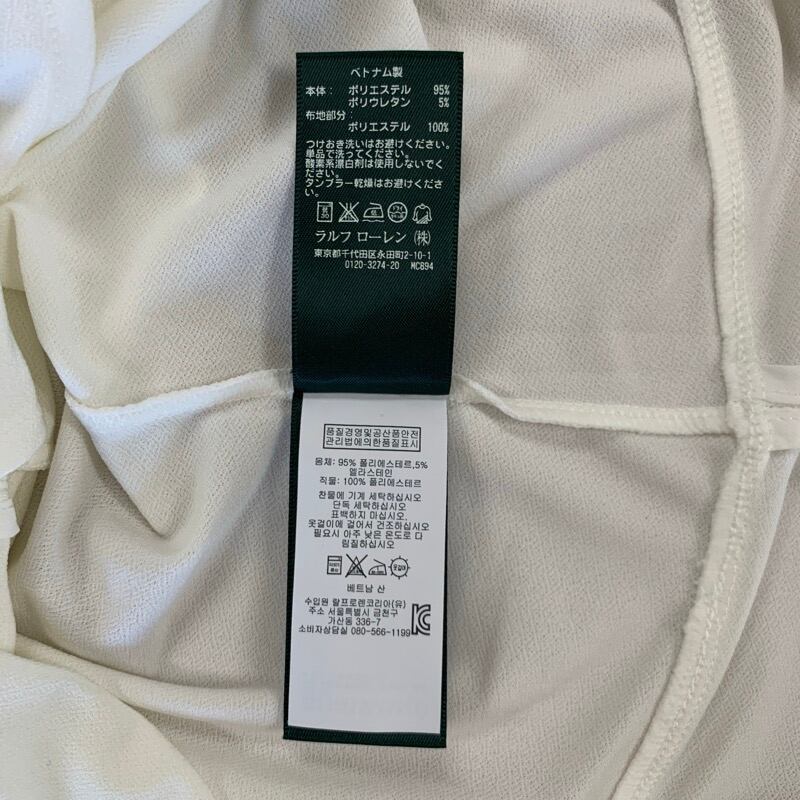 ベトナム製
本体: ポリエステル 95%
ポリウレタン 5%
布地部分:
ポリエステル 100%
つけおき洗いはお避けください。
単品で洗ってください。
酸素系漂白剤は使用しないでく
ださい。
タンブラー乾燥はお避けくださ
い。
ラルフ ローレン (株)
東京都千代田区永田町2-10-1
0120-3274-20 MC894
품질경영및공산품안전
관리법에의한품질표시
몸체: 95% 폴리에스테르,5%
엘라스테인
직물: 100% 폴리에스테르
찬물에 기계 세탁하십시오
단독 세탁하십시오
표백하지 마십시오.
옷걸이에 걸어서 건조하십시오
필요시 아주 낮은 온도로 다
림질하십시오
베트남 산
수입원 랄프로렌코리아(유)
주소 서울특별시 금천구
가산동 336-7
소비자상담실 080-566-1199